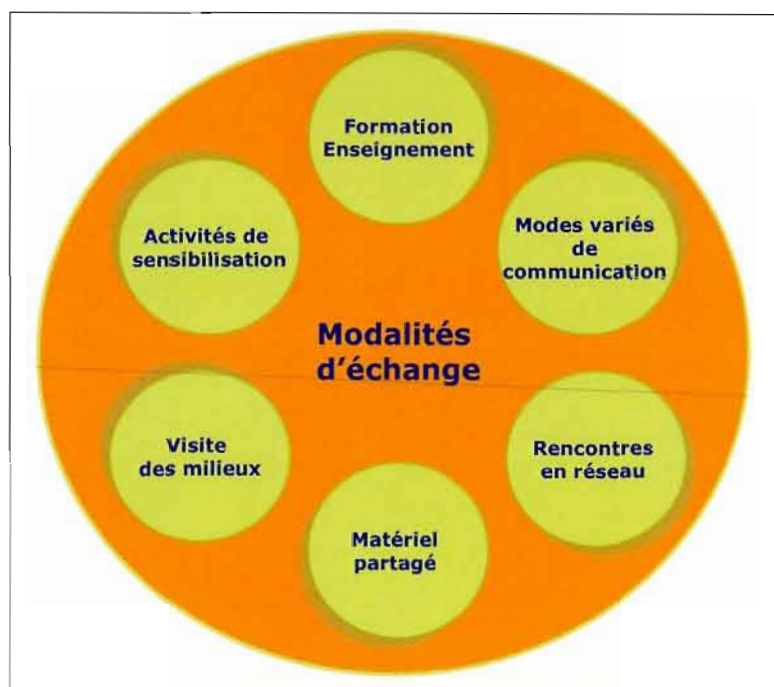 Formation
Enseignement
Modes variés
de
communication
Activités de
sensibilisation
Modalités
d'échange
Rencontres
en réseau
Visite
des milieux
Matériel
partagé